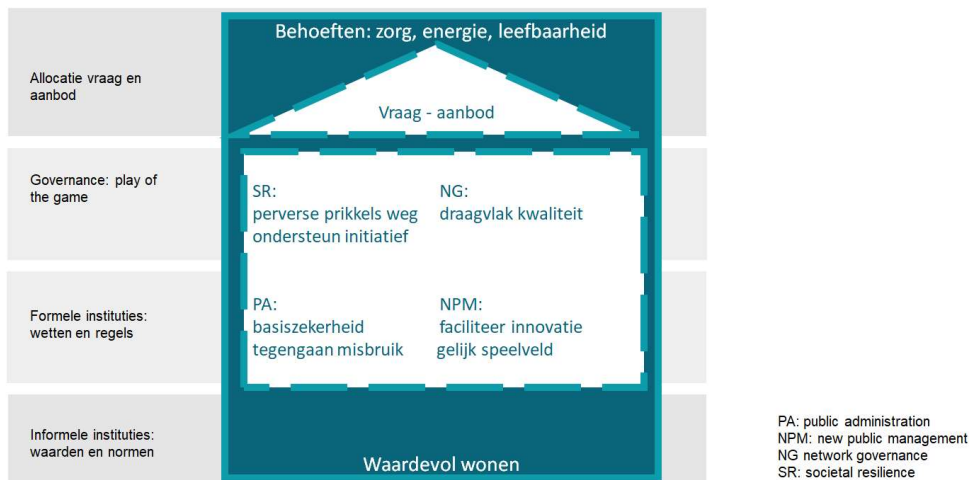 Behoeften: zorg, energie, leefbaarheid
Allocatie vraag en
aanbod
Vraag - aanbod
Governance: play of
the game
SR:
perverse prikkels weg
ondersteun initiatief
NG:
draagvlak kwaliteit
Formele instituties:
wetten en regels
PA:
basiszekerheid
tegengaan misbruik
NPM:
faciliteer innovatie
gelijk speelveld
Informele instituties:
waarden en normen
Waardevol wonen
PA: public administration
NPM: new public management
NG network governance
SR: societal resilience